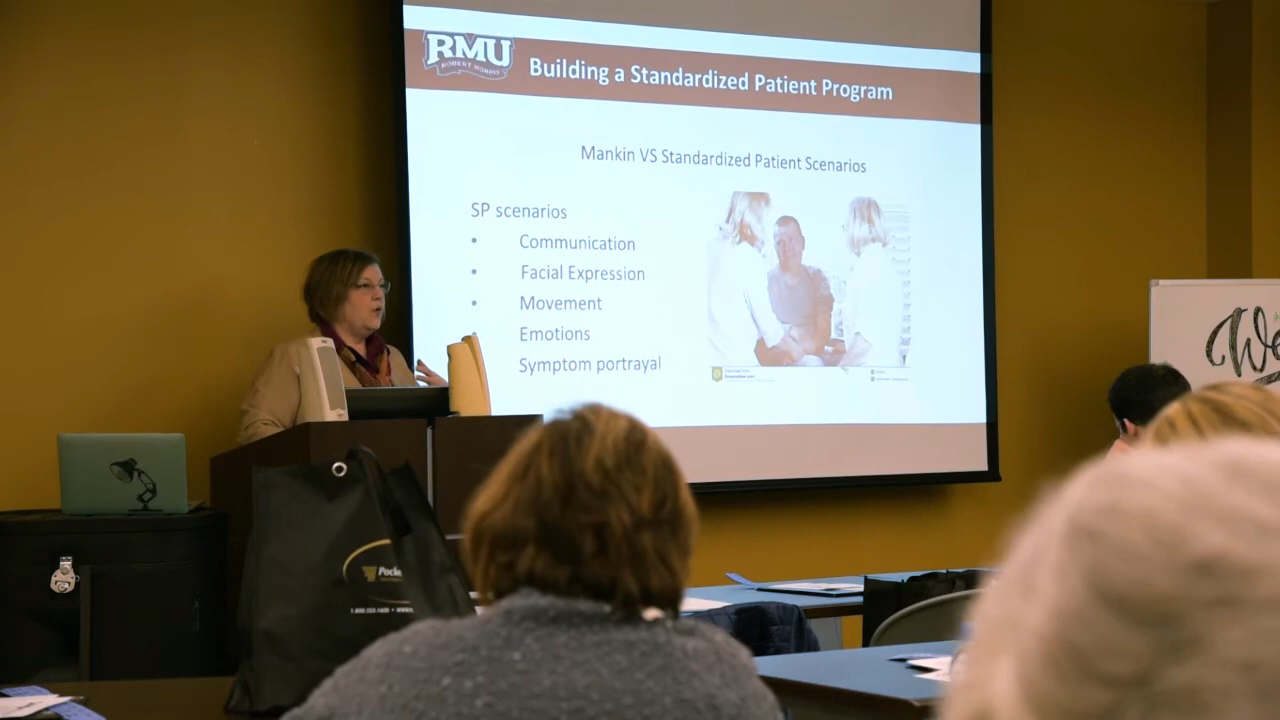 RMU
ROBERT MORRIS
Building a Standardized Patient Program
Mankin VS Standardized Patient Scenarios
SP scenarios
• Communication
• Facial Expression
• Movement
Emotions
Symptom portrayal
We